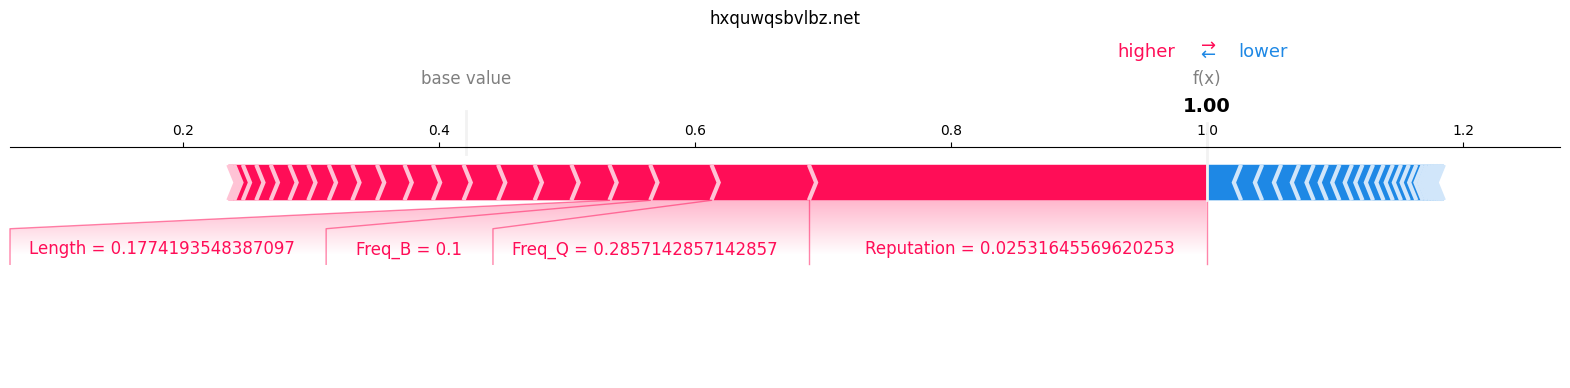 hxquwqsbvlbz.net
higher ⇄ lower
base value f(x)
1.00
0.2 0.4 0.6 0.8 1.0 1.2
Length = 0.1774193548387097 Freq_B = 0.1 Freq_Q = 0.2857142857142857 Reputation = 0.02531645569620253